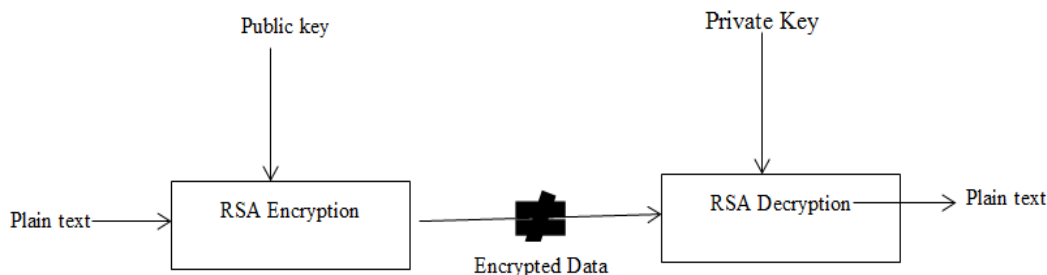 Public key
Private Key
Plain text
RSA Encryption
RSA Decryption
Plain text
Encrypted Data